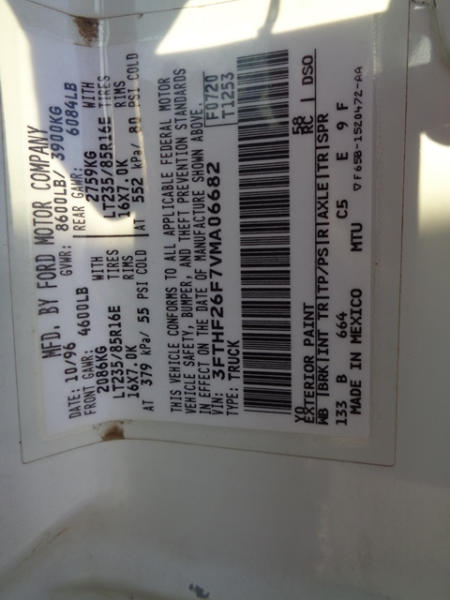 MFD. BY FORD MOTOR COMPANY
DATE: 10/96 GVWR: 8600LB/ 3900KG
FRONT GAWR: 4600LB REAR GAWR: 6084LB
2086KG WITH 2759KG WITH
LT235/85R16E TIRES LT235/85R16E TIRES
16X7.0K RIMS 16X7.0K RIMS
AT 379 kPa/ 55 PSI COLD AT 552 kPa/ 80 PSI COLD
THIS VEHICLE CONFORMS TO ALL APPLICABLE FEDERAL MOTOR
VEHICLE SAFETY, BUMPER, AND THEFT PREVENTION STANDARDS
IN EFFECT ON THE DATE OF MANUFACTURE SHOWN ABOVE.
VIN: 3FTHF26F7VMA06682 F0720
TYPE: TRUCK T1253
YO 58
EXTERIOR PAINT RC DSO
WB BRK INT TR TP/PS R AXLE TR SPR
133 B 664 C5 E 9 F
MADE IN MEXICO MTU F65B-1520472-AA